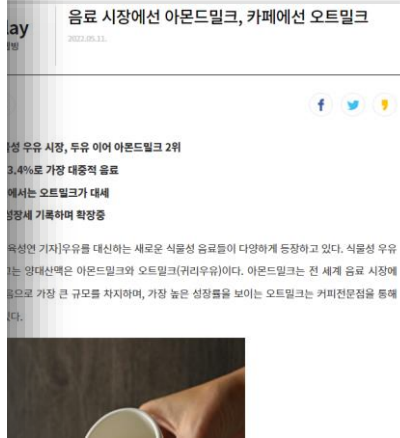 음료 시장에선 아몬드밀크, 카페에선 오트밀크
lay
2022.05.11.
성 우유 시장, 두유 이어 아몬드밀크 2위
3.4%로 가장 대중적 음료
에서는 오트밀크가 대세
성장세 기록하며 확장중
육성연 기자]우유를 대신하는 새로운 식물성 음료들이 다양하게 등장하고 있다. 식물성 우유
는 양대산맥은 아몬드밀크와 오트밀크(귀리우유)이다. 아몬드밀크는 전 세계 음료 시장에
음으로 가장 큰 규모를 차지하며, 가장 높은 성장률을 보이는 오트밀크는 커피전문점을 통해
있다.